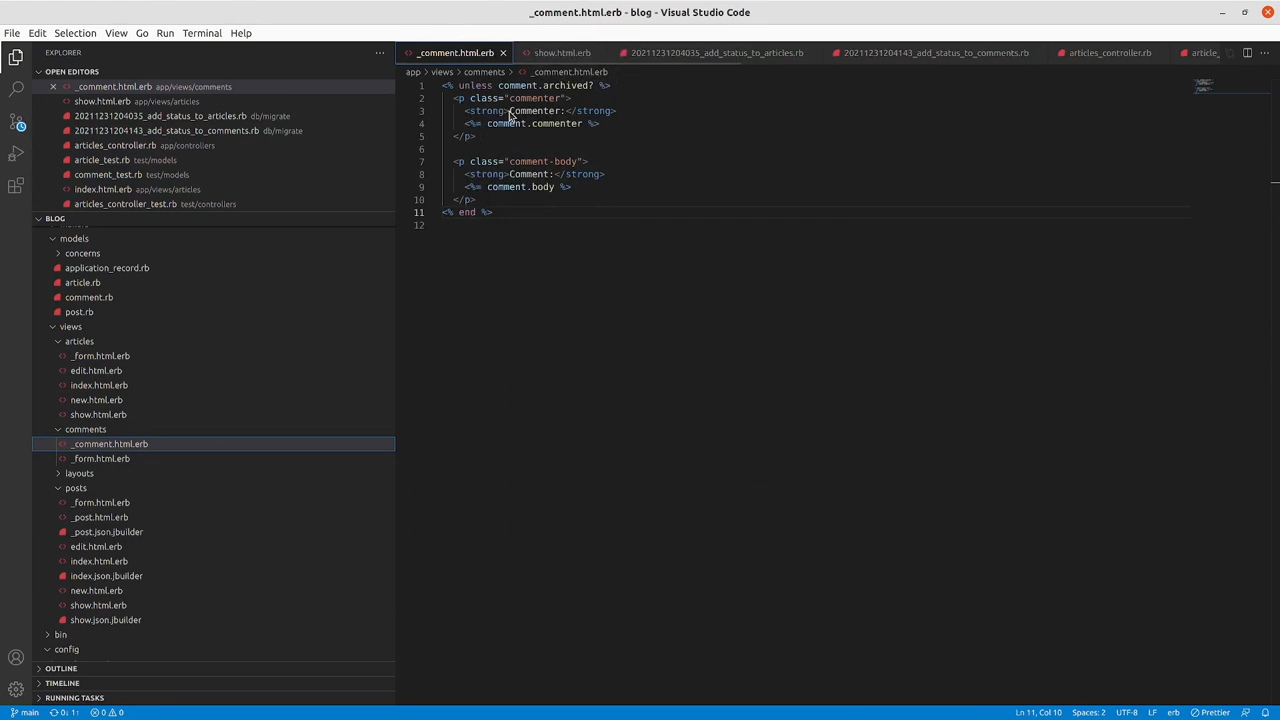 _comment.html.erb - blog - Visual Studio Code
File Edit Selection View Go Run Terminal Help
EXPLORER
OPEN EDITORS
_comment.html.erb app/views/comments
show.html.erb app/views/articles
20211231204035_add_status_to_articles.rb db/migrate
20211231204143_add_status_to_comments.rb db/migrate
articles_controller.rb app/controllers
article_test.rb test/models
comment_test.rb test/models
index.html.erb app/views/articles
articles_controller_test.rb test/controllers
BLOG
models
concerns
application_record.rb
article.rb
comment.rb
post.rb
views
articles
_form.html.erb
edit.html.erb
index.html.erb
new.html.erb
show.html.erb
comments
_comment.html.erb
_form.html.erb
layouts
posts
_form.html.erb
_post.html.erb
_post.json.jbuilder
edit.html.erb
index.html.erb
index.json.jbuilder
new.html.erb
show.html.erb
show.json.jbuilder
bin
config
OUTLINE
TIMELINE
RUNNING TASKS
_comment.html.erb show.html.erb 20211231204035_add_status_to_articles.rb 20211231204143_add_status_to_comments.rb articles_controller.rb article_
app > views > comments > _comment.html.erb
1 <% unless comment.archived? %>
2 <p class="commenter">
3 <strong>Commenter:</strong>
4 <%= comment.commenter %>
5 </p>
6
7 <p class="comment-body">
8 <strong>Comment:</strong>
9 <%= comment.body %>
10 </p>
11 <% end %>
12
main 0↓ 1↑ 0 0 Ln 11, Col 10 Spaces: 2 UTF-8 LF erb Prettier